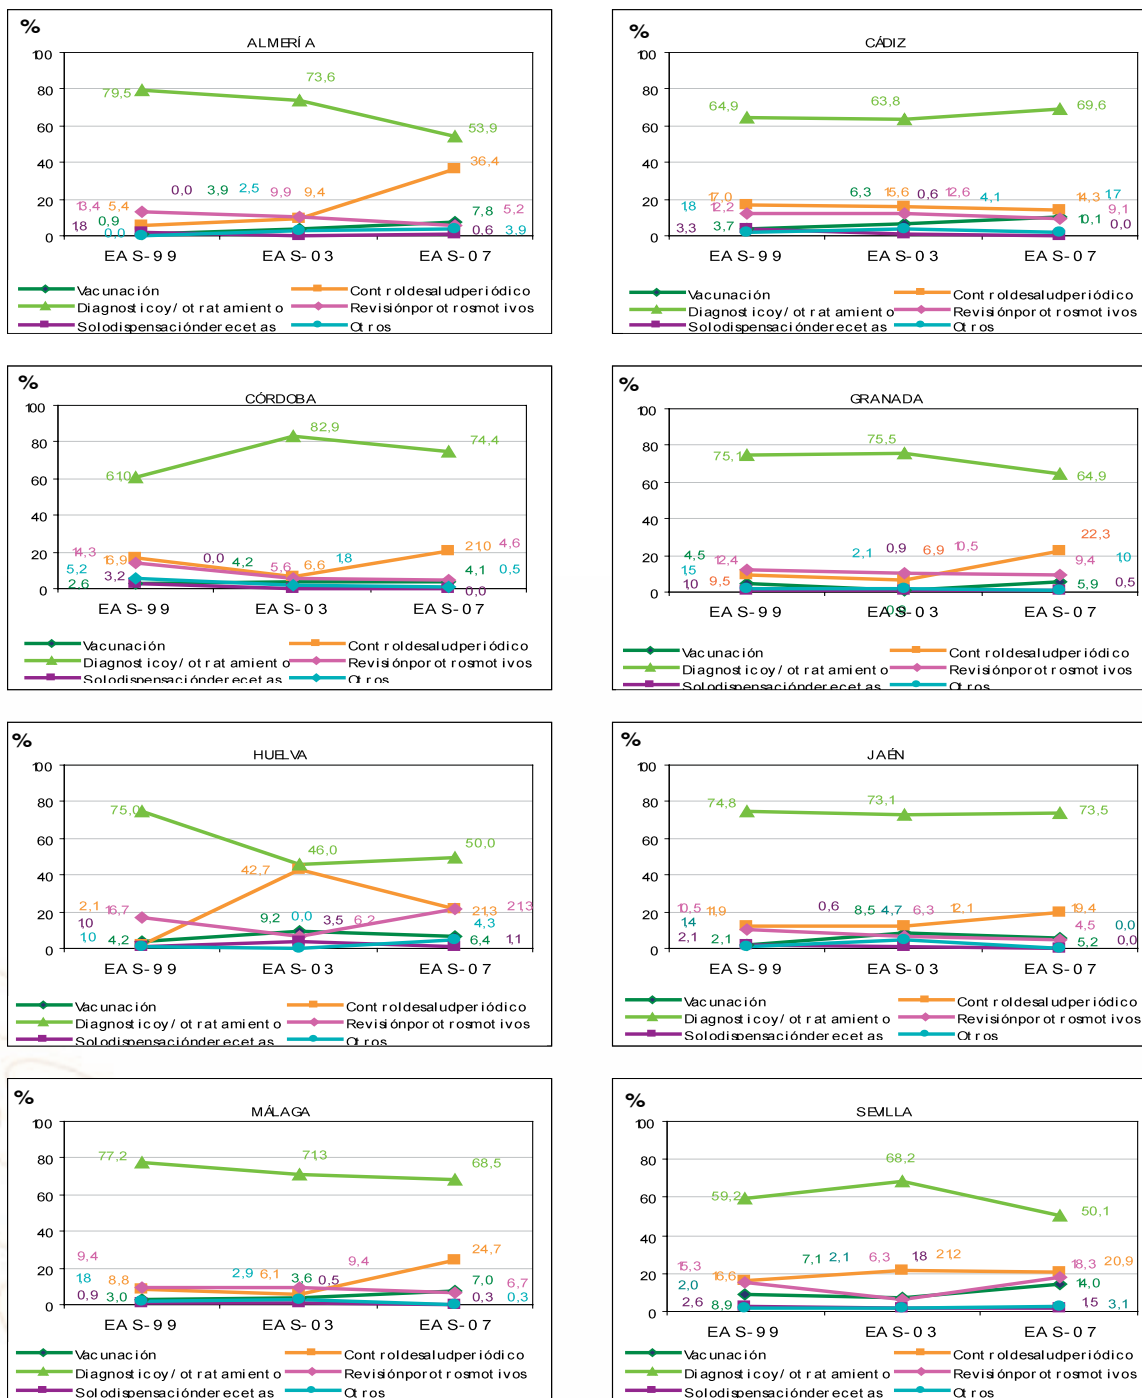 %
ALMERÍA
100
80
60
40
20
0
79,5
73,6
53,9
36,4
0,0 3,9 2,5 9,9 9,4
13,4 5,4
1,8 0,9
0,0
7,8 5,2
0,6 3,9
EAS-99 EAS-03 EAS-07
Vacunación Controldesaludperiódico
Diagnosticoy/otratamiento Revisiónporotrosmotivos
Solodispensaciónderecetas Otros
%
CÁDIZ
100
80
60
40
20
0
64,9
63,8
69,6
6,3 15,6 0,6 12,6 4,1
17,0
1,8 12,2
3,3 3,7
1,7
14,3 9,1
10,1 0,0
EAS-99 EAS-03 EAS-07
Vacunación Controldesaludperiódico
Diagnosticoy/otratamiento Revisiónporotrosmotivos
Solodispensaciónderecetas Otros
%
CÓRDOBA
100
80
60
40
20
0
61,0
82,9
74,4
14,3 16,9
5,2 3,2
2,6
0,0 4,2 5,6 6,6 1,8
21,0 4,6
4,1 0,5
0,0
EAS-99 EAS-03 EAS-07
Vacunación Controldesaludperiódico
Diagnosticoy/otratamiento Revisiónporotrosmotivos
Solodispensaciónderecetas Otros
%
GRANADA
100
80
60
40
20
0
75,1
75,5
64,9
4,5 12,4
1,5
1,0 9,5
2,1 0,9 6,9 10,5
0,9
22,3
9,4 1,0
5,9 0,5
EAS-99 EAS-03 EAS-07
Vacunación Controldesaludperiódico
Diagnosticoy/otratamiento Revisiónporotrosmotivos
Solodispensaciónderecetas Otros
%
HUELVA
100
80
60
40
20
0
75,0
46,0
50,0
42,7
2,1 16,7
1,0
1,0 4,2
9,2 0,0 3,5 6,2
21,3 21,3
4,3
6,4 1,1
EAS-99 EAS-03 EAS-07
Vacunación Controldesaludperiódico
Diagnosticoy/otratamiento Revisiónporotrosmotivos
Solodispensaciónderecetas Otros
%
JAÉN
100
80
60
40
20
0
74,8
73,1
73,5
10,5 11,9
1,4
2,1 2,1
0,6 8,5 4,7 6,3 12,1
19,4
4,5 0,0
5,2 0,0
EAS-99 EAS-03 EAS-07
Vacunación Controldesaludperiódico
Diagnosticoy/otratamiento Revisiónporotrosmotivos
Solodispensaciónderecetas Otros
%
MÁLAGA
100
80
60
40
20
0
77,2
71,3
68,5
9,4
1,8 8,8
0,9 3,0
2,9 6,1 3,6 0,5 9,4
24,7
7,0 6,7
0,3 0,3
EAS-99 EAS-03 EAS-07
Vacunación Controldesaludperiódico
Diagnosticoy/otratamiento Revisiónporotrosmotivos
Solodispensaciónderecetas Otros
%
SEVILLA
100
80
60
40
20
0
59,2
68,2
50,1
15,3
2,0 16,6
2,6 8,9
7,1 2,1 6,3 1,8 21,2
18,3 20,9
14,0
1,5 3,1
EAS-99 EAS-03 EAS-07
Vacunación Controldesaludperiódico
Diagnosticoy/otratamiento Revisiónporotrosmotivos
Solodispensaciónderecetas Otros